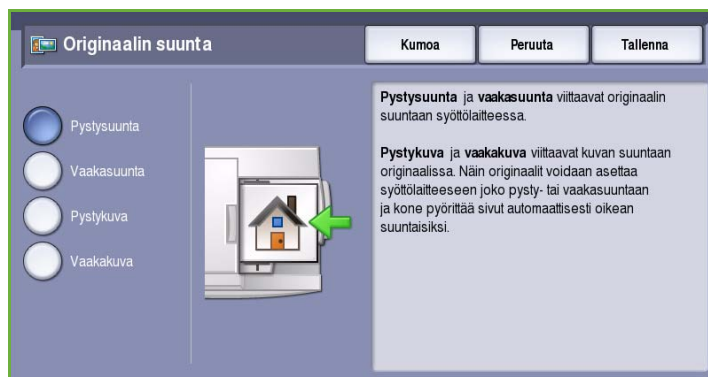 Originaalin suunta
Kumoa
Peruuta
Tallenna
Pystysuunta
Vaakasuunta
Pystykuva
Vaakakuva
Pystysuunta ja vaakasuunta viittaavat originaalin
suuntaan syöttölaitteessa.
Pystykuva ja vaakakuva viittaavat kuvan suuntaan
originaalissa. Näin originaalit voidaan asettaa
syöttölaitteeseen joko pysty- tai vaakasuuntaan
ja kone pyörittää sivut automaattisesti oikean
suuntaisiksi.